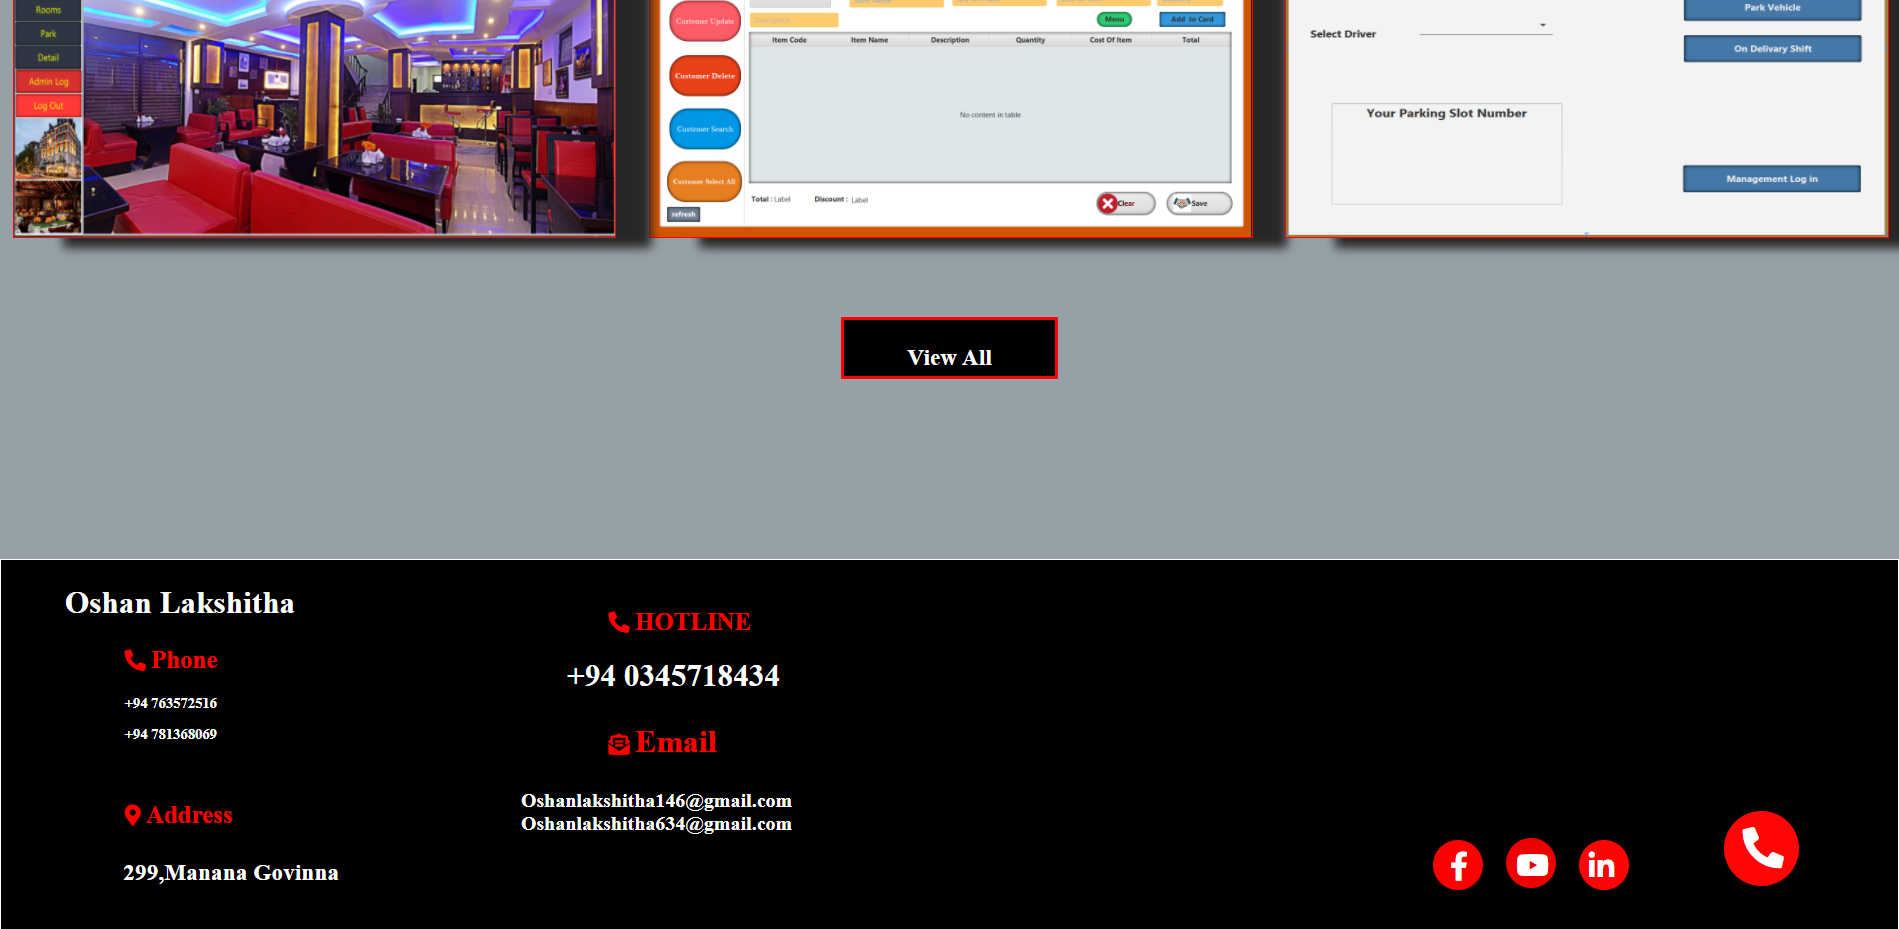 Rooms
Park
Detail
Admin Log
Log Out
Customer Update
Customer Delete
Customer Search
Customer Select All
refresh
Description
Menu
Add to Card
Item Code Item Name Description Quantity Cost Of Item Total
No content in table
Total : Label Discount : Label
Clear
Save
Park Vehicle
Select Driver
On Delivary Shift
Your Parking Slot Number
Management Log in
View All
Oshan Lakshitha
Phone
+94 763572516
+94 781368069
Address
299,Manana Govinna
HOTLINE
+94 0345718434
Email
Oshanlakshitha146@gmail.com
Oshanlakshitha634@gmail.com